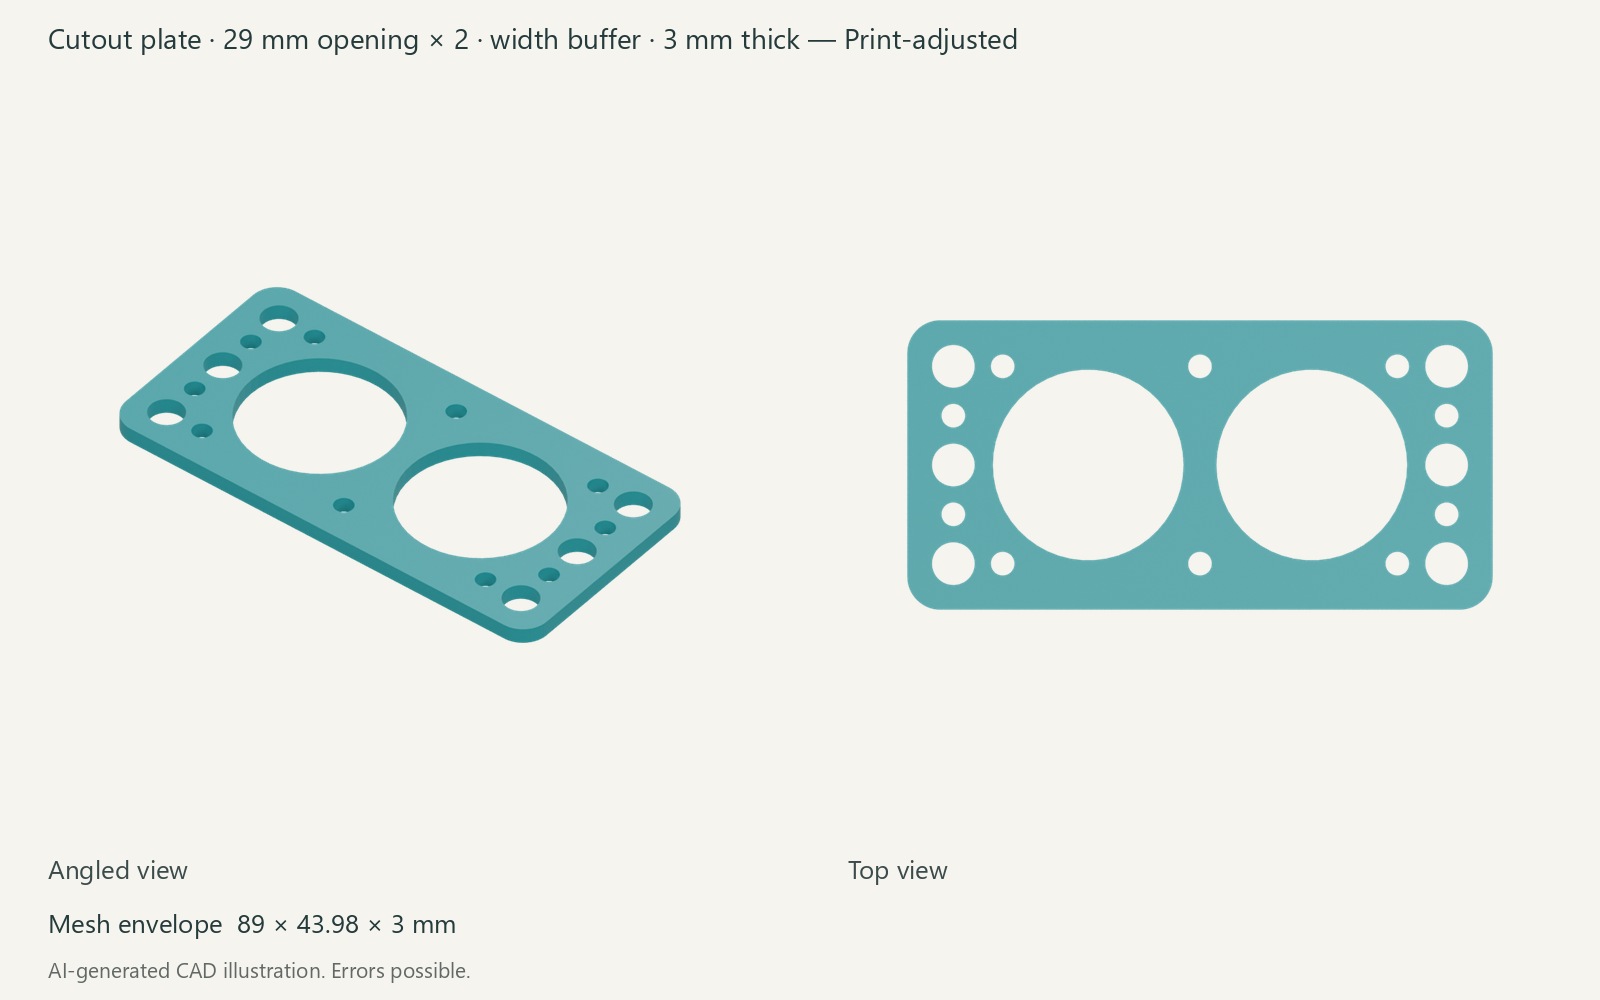 Cutout plate · 29 mm opening × 2 · width buffer · 3 mm thick — Print-adjusted
Angled view
Top view
Mesh envelope 89 × 43.98 × 3 mm
AI-generated CAD illustration. Errors possible.